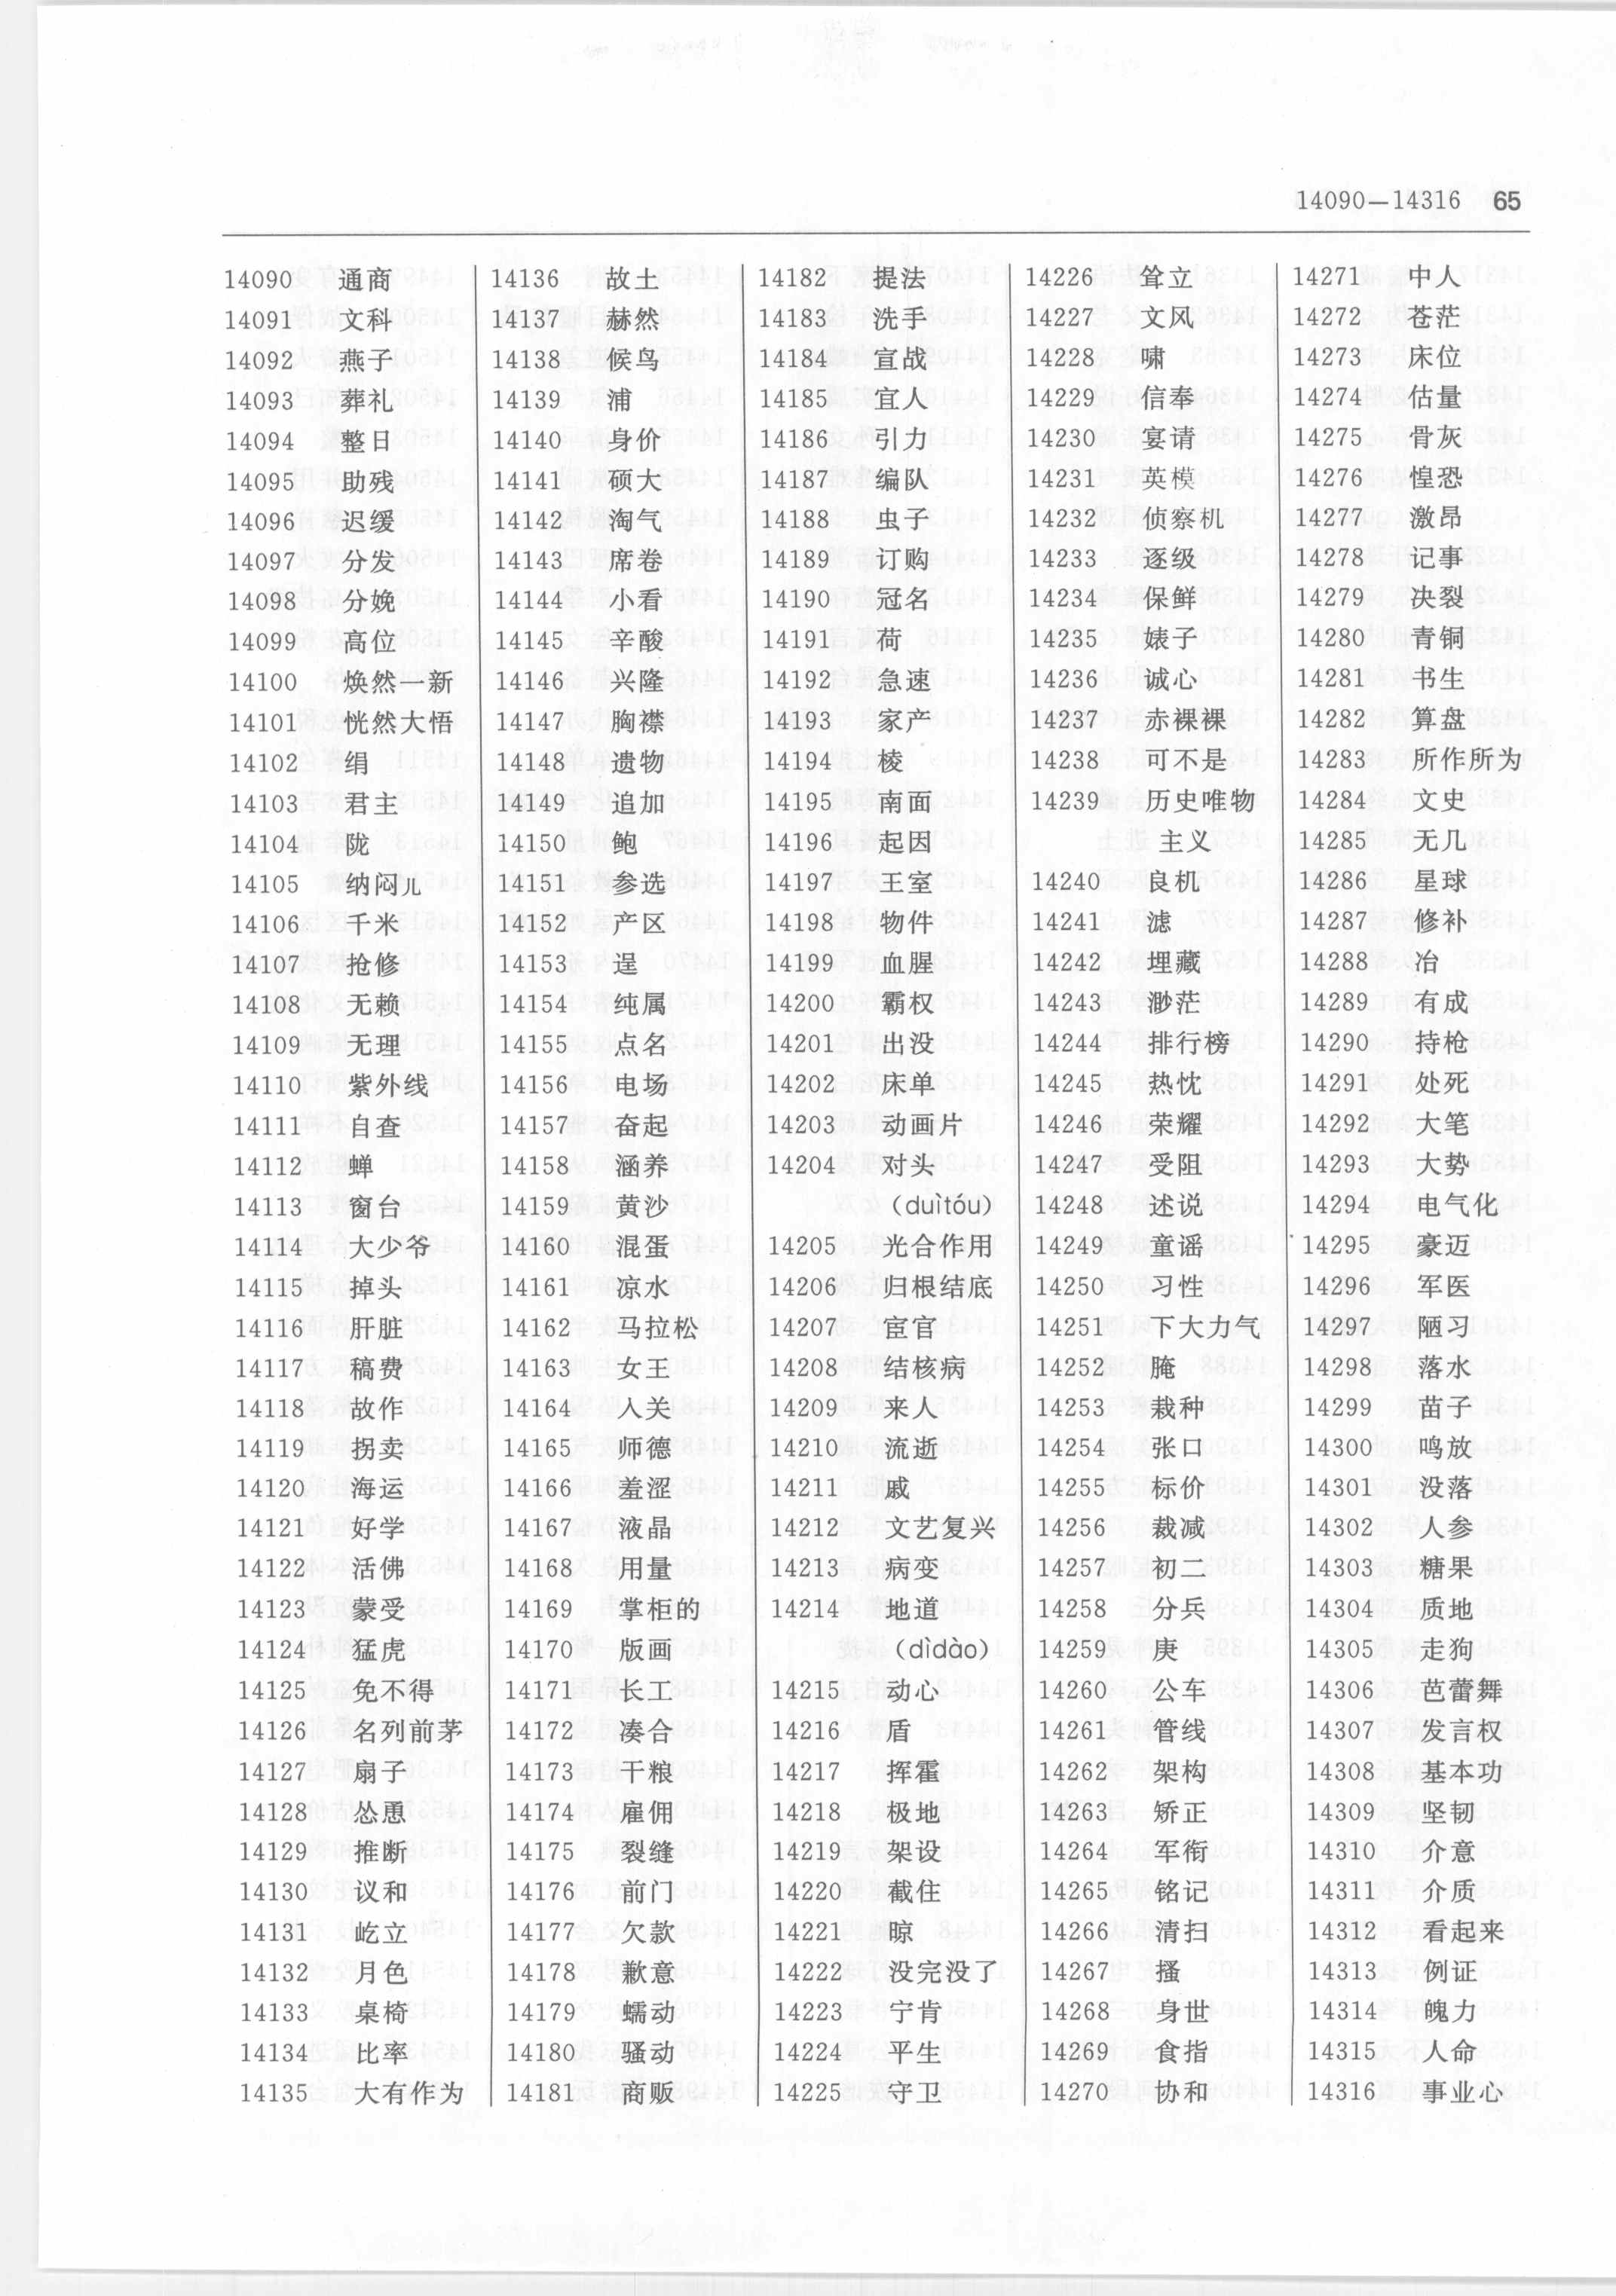 14090—14316 65
14090 通商
14091 文科
14092 燕子
14093 葬礼
14094 整日
14095 助残
14096 迟缓
14097 分发
14098 分娩
14099 高位
14100 焕然一新
14101 恍然大悟
14102 绢
14103 君主
14104 陇
14105 纳闷儿
14106 千米
14107 抢修
14108 无赖
14109 无理
14110 紫外线
14111 自查
14112 蝉
14113 窗台
14114 大少爷
14115 掉头
14116 肝脏
14117 稿费
14118 故作
14119 拐卖
14120 海运
14121 好学
14122 活佛
14123 蒙受
14124 猛虎
14125 免不得
14126 名列前茅
14127 扇子
14128 怂恿
14129 推断
14130 议和
14131 屹立
14132 月色
14133 桌椅
14134 比率
14135 大有作为
14136 故土
14137 赫然
14138 候鸟
14139 浦
14140 身价
14141 硕大
14142 淘气
14143 席卷
14144 小看
14145 辛酸
14146 兴隆
14147 胸襟
14148 遗物
14149 追加
14150 鲍
14151 参选
14152 产区
14153 逞
14154 纯属
14155 点名
14156 电场
14157 奋起
14158 涵养
14159 黄沙
14160 混蛋
14161 凉水
14162 马拉松
14163 女王
14164 人关
14165 师德
14166 羞涩
14167 液晶
14168 用量
14169 掌柜的
14170 版画
14171 长工
14172 凑合
14173 干粮
14174 雇佣
14175 裂缝
14176 前门
14177 欠款
14178 歉意
14179 蠕动
14180 骚动
14181 商贩
14182 提法
14183 洗手
14184 宣战
14185 宜人
14186 引力
14187 编队
14188 虫子
14189 订购
14190 冠名
14191 荷
14192 急速
14193 家产
14194 棱
14195 南面
14196 起因
14197 王室
14198 物件
14199 血腥
14200 霸权
14201 出没
14202 床单
14203 动画片
14204 对头
(duìtóu)
14205 光合作用
14206 归根结底
14207 宦官
14208 结核病
14209 来人
14210 流逝
14211 戚
14212 文艺复兴
14213 病变
14214 地道
(dìdào)
14215 动心
14216 盾
14217 挥霍
14218 极地
14219 架设
14220 截住
14221 晾
14222 没完没了
14223 宁肯
14224 平生
14225 守卫
14226 耸立
14227 文风
14228 啸
14229 信奉
14230 宴请
14231 英模
14232 侦察机
14233 逐级
14234 保鲜
14235 婊子
14236 诚心
14237 赤裸裸
14238 可不是
14239 历史唯物
主义
14240 良机
14241 滤
14242 埋藏
14243 渺茫
14244 排行榜
14245 热忱
14246 荣耀
14247 受阻
14248 述说
14249 童谣
14250 习性
14251 下大力气
14252 腌
14253 栽种
14254 张口
14255 标价
14256 裁减
14257 初二
14258 分兵
14259 庚
14260 公车
14261 管线
14262 架构
14263 矫正
14264 军衔
14265 铭记
14266 清扫
14267 搔
14268 身世
14269 食指
14270 协和
14271 中人
14272 苍茫
14273 床位
14274 估量
14275 骨灰
14276 惶恐
14277 激昂
14278 记事
14279 决裂
14280 青铜
14281 书生
14282 算盘
14283 所作所为
14284 文史
14285 无几
14286 星球
14287 修补
14288 冶
14289 有成
14290 持枪
14291 处死
14292 大笔
14293 大势
14294 电气化
14295 豪迈
14296 军医
14297 陋习
14298 落水
14299 苗子
14300 鸣放
14301 没落
14302 人参
14303 糖果
14304 质地
14305 走狗
14306 芭蕾舞
14307 发言权
14308 基本功
14309 坚韧
14310 介意
14311 介质
14312 看起来
14313 例证
14314 魄力
14315 人命
14316 事业心